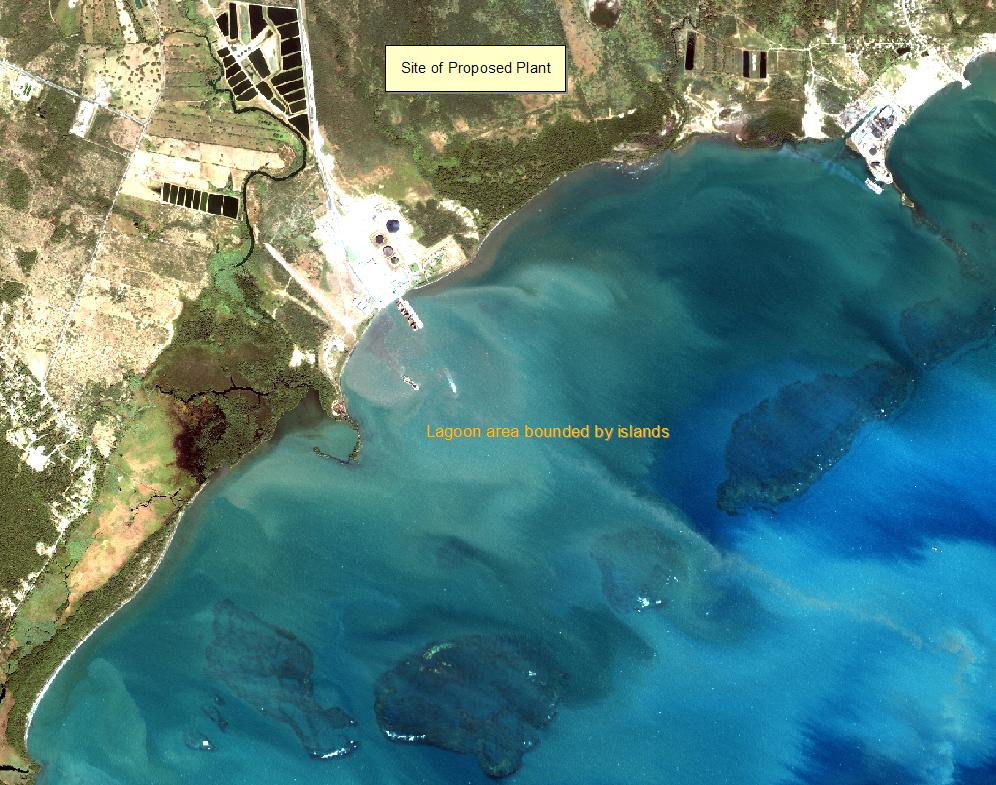 Site of Proposed Plant
Lagoon area bounded by islands